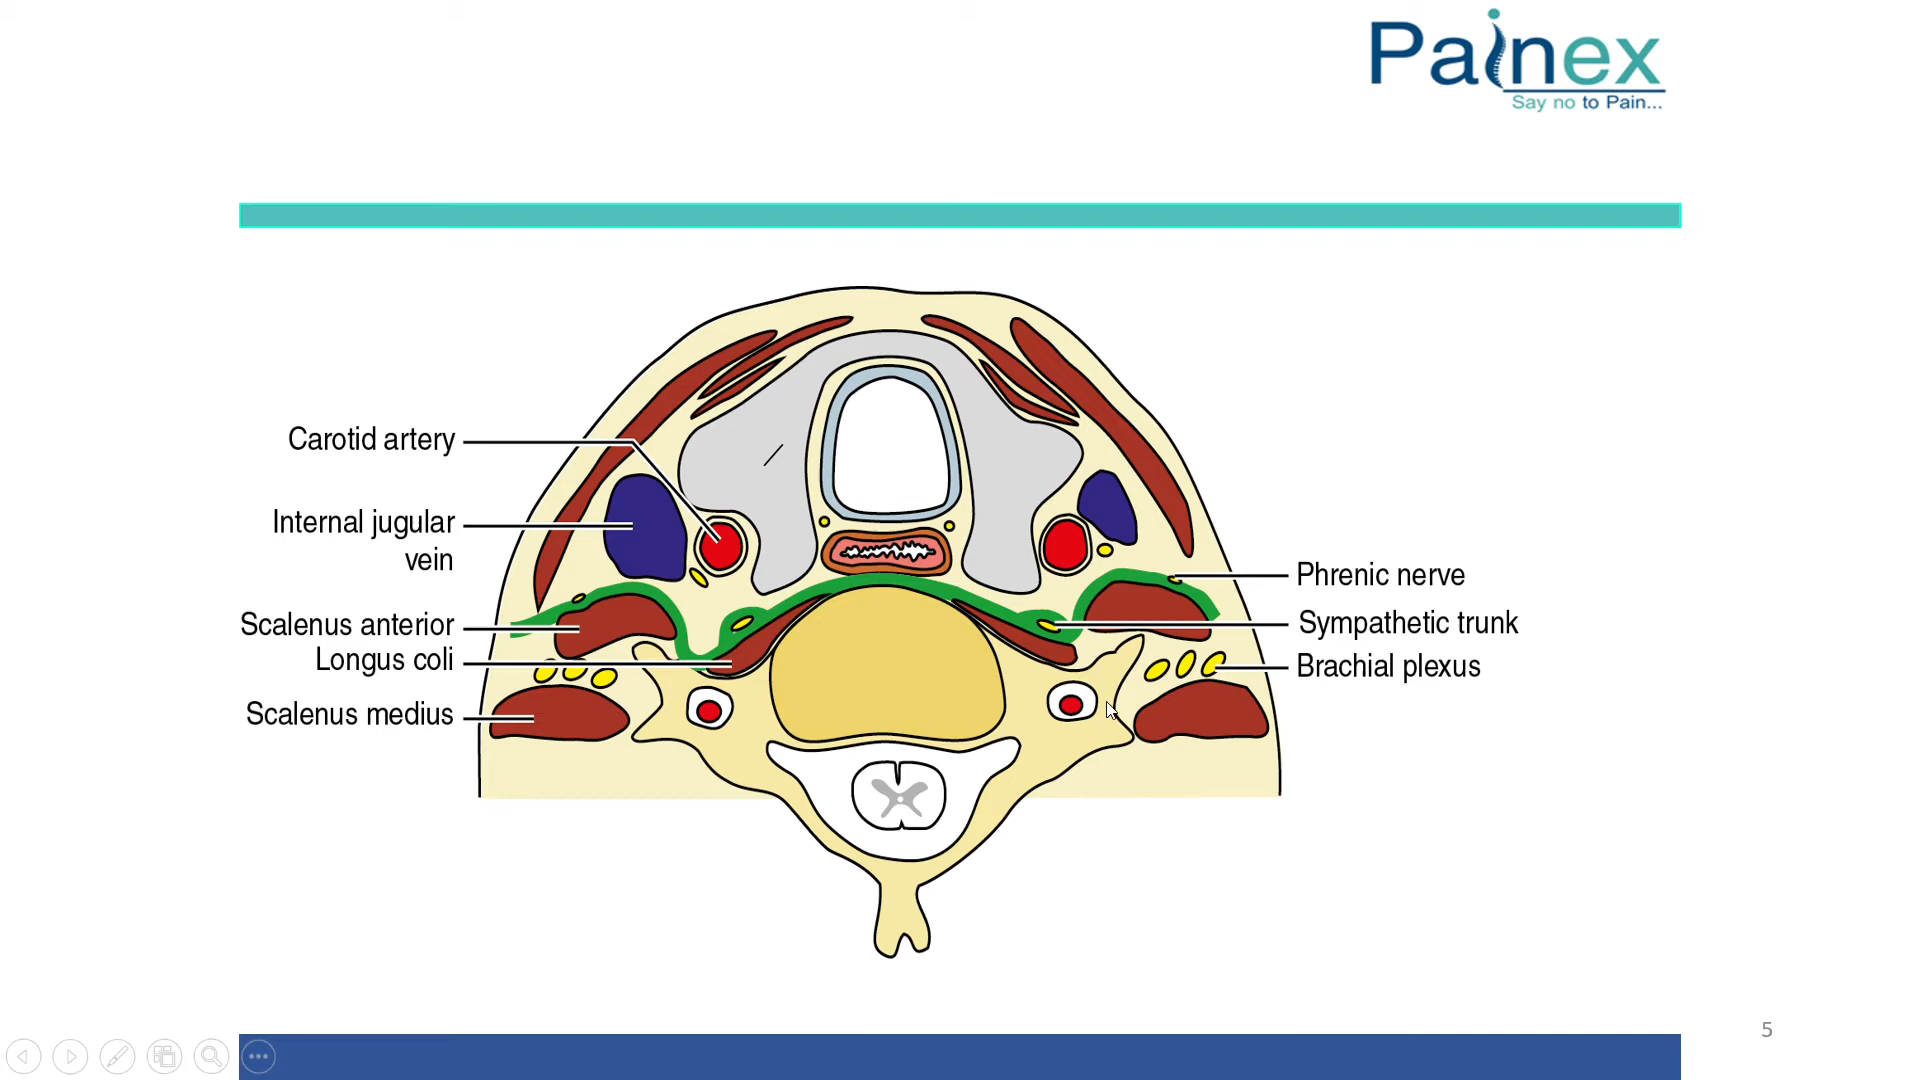 Painex
Say no to Pain...
Carotid artery
Internal jugular
vein
Scalenus anterior
Longus coli
Scalenus medius
Phrenic nerve
Sympathetic trunk
Brachial plexus
5